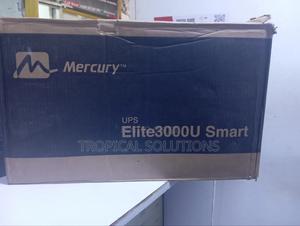 Mercury™
UPS
Elite3000U Smart
TROPICAL SOLUTIONS